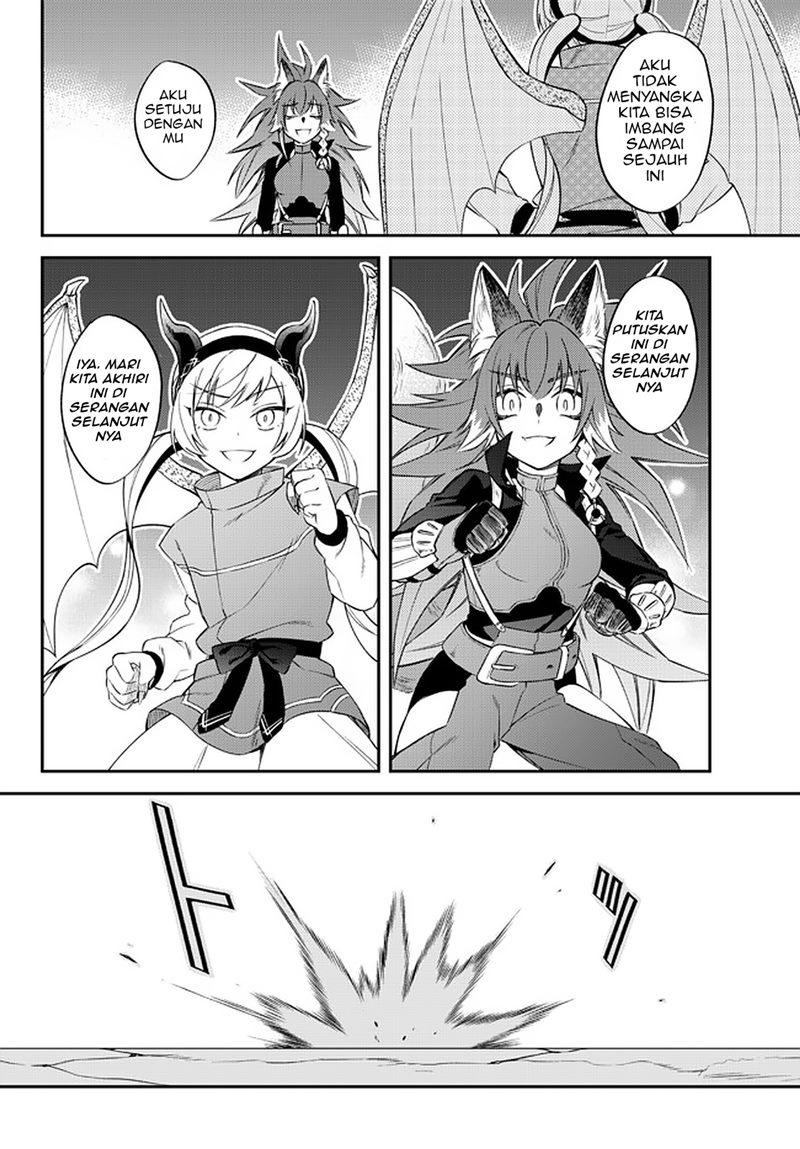 AKU
TIDAK
MENYANGKA
KITA BISA
IMBANG
SAMPAI
SEJAUH
INI
AKU
SETUJU
DENGAN
MU
KITA
PUTUSKAN
INI DI
SERANGAN
SELANJUT
NYA
IYA. MARI
KITA AKHIRI
INI DI
SERANGAN
SELANJUT
NYA
ドッ